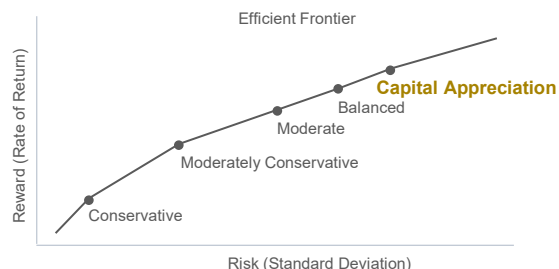 Efficient Frontier
Reward (Rate of Return)
Capital Appreciation
Balanced
Moderate
Moderately Conservative
Conservative
Risk (Standard Deviation)